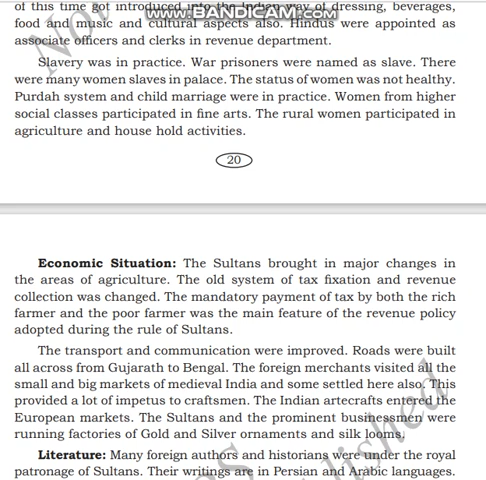 of this time got introduced into the Indian way of dressing, beverages,
WWW.BANDICAM.COM
food and music and cultural aspects also. Hindus were appointed as
associate officers and clerks in revenue department.
Slavery was in practice. War prisoners were named as slave. There
were many women slaves in palace. The status of women was not healthy.
Purdah system and child marriage were in practice. Women from higher
social classes participated in fine arts. The rural women participated in
agriculture and house hold activities.
20
Economic Situation: The Sultans brought in major changes in
the areas of agriculture. The old system of tax fixation and revenue
collection was changed. The mandatory payment of tax by both the rich
farmer and the poor farmer was the main feature of the revenue policy
adopted during the rule of Sultans.
The transport and communication were improved. Roads were built
all across from Gujarath to Bengal. The foreign merchants visited all the
small and big markets of medieval India and some settled here also. This
provided a lot of impetus to craftsmen. The Indian artecrafts entered the
European markets. The Sultans and the prominent businessmen were
running factories of Gold and Silver ornaments and silk looms.
Literature: Many foreign authors and historians were under the royal
patronage of Sultans. Their writings are in Persian and Arabic languages.
Not